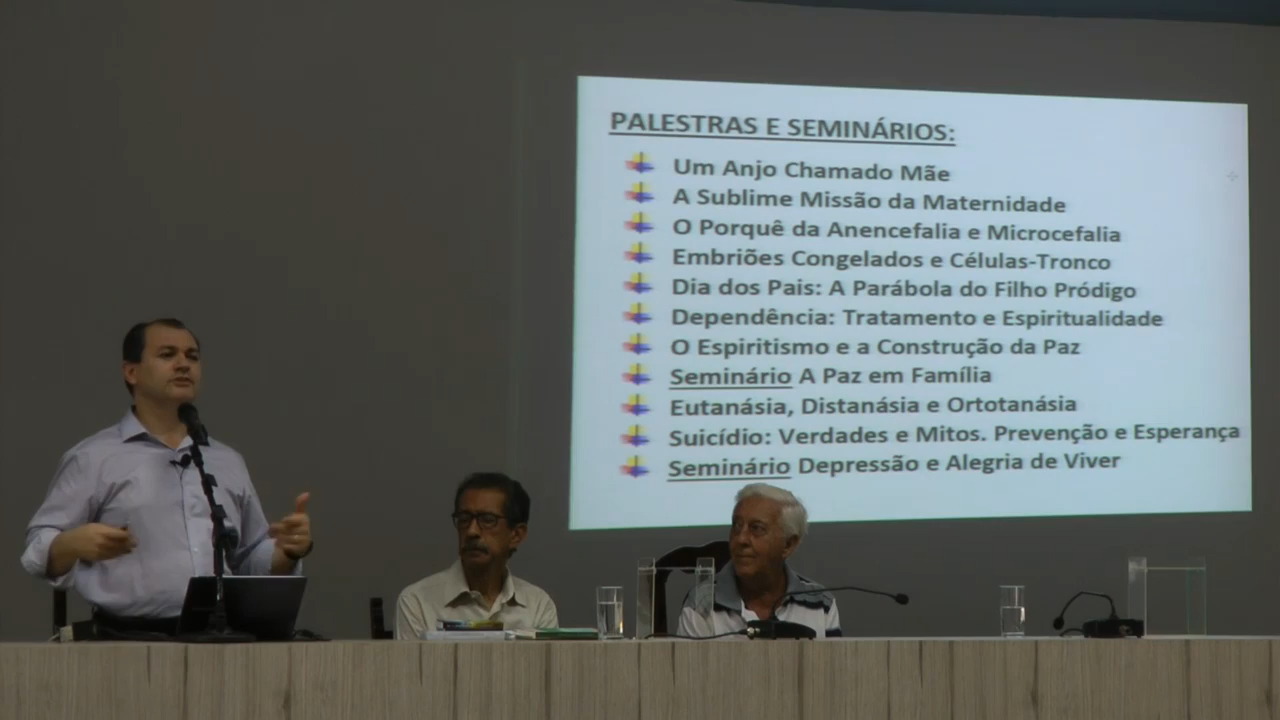 PALESTRAS E SEMINÁRIOS:
Um Anjo Chamado Mãe
A Sublime Missão da Maternidade
O Porquê da Anencefalia e Microcefalia
Embriões Congelados e Células-Tronco
Dia dos Pais: A Parábola do Filho Pródigo
Dependência: Tratamento e Espiritualidade
O Espiritismo e a Construção da Paz
Seminário A Paz em Família
Eutanásia, Distanásia e Ortotanásia
Suicídio: Verdades e Mitos. Prevenção e Esperança
Seminário Depressão e Alegria de Viver